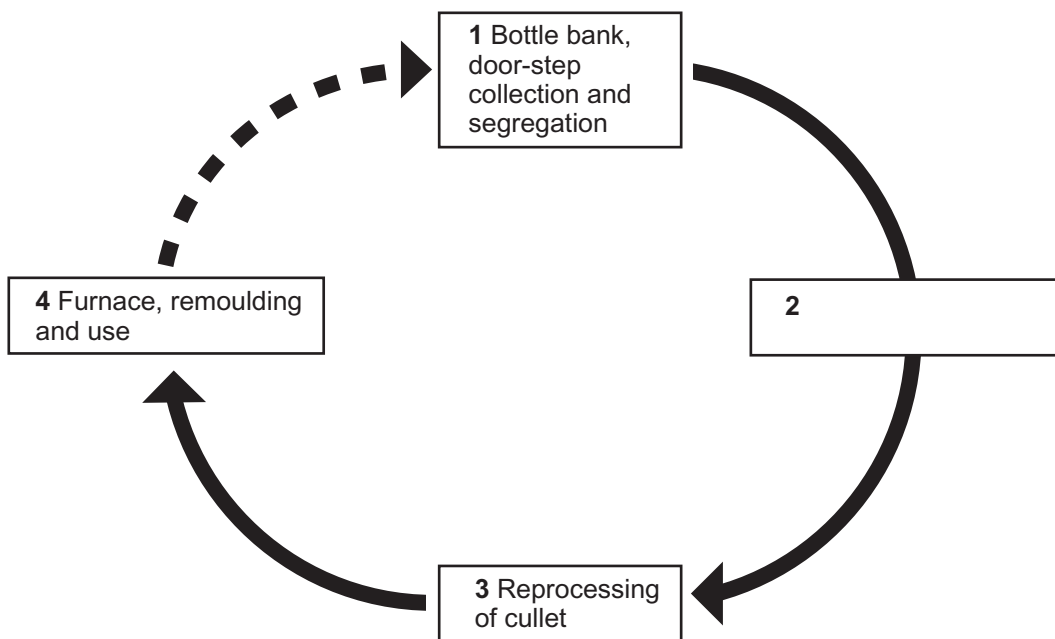 1 Bottle bank,
door-step
collection and
segregation
4 Furnace, remoulding
and use
2
3 Reprocessing
of cullet